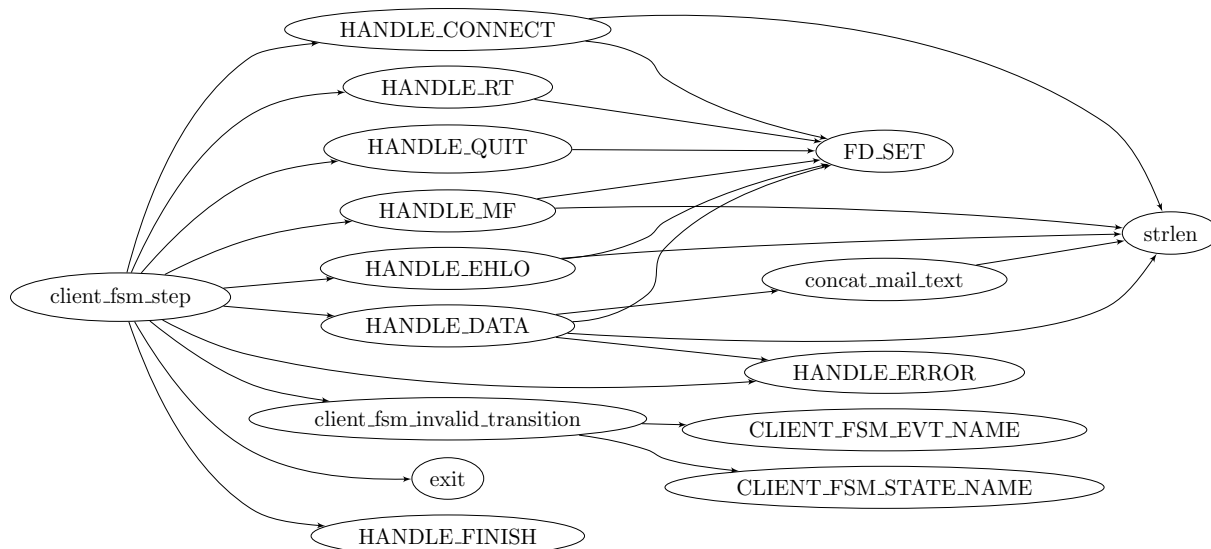 HANDLE_CONNECT
HANDLE_RT
HANDLE_QUIT
FD_SET
HANDLE_MF
strlen
HANDLE_EHLO
concat_mail_text
client_fsm_step
HANDLE_DATA
HANDLE_ERROR
client_fsm_invalid_transition
CLIENT_FSM_EVT_NAME
exit
CLIENT_FSM_STATE_NAME
HANDLE_FINISH